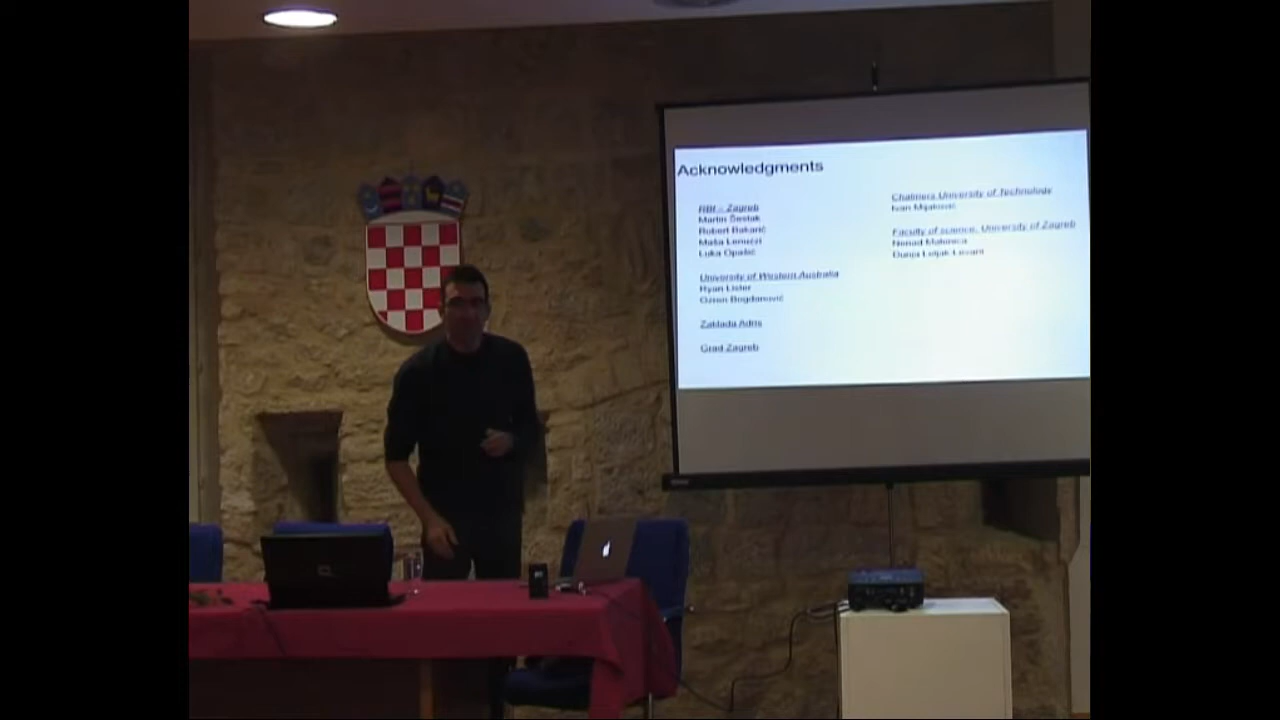 Acknowledgments
RBI – Zagreb
Martin Šestak
Robert Bakarić
Maša Lenuzzi
Luka Opašić
University of Western Australia
Ryan Lister
Ozren Bogdanović
Zaklada Adris
Grad Zagreb
Chalmers University of Technology
Ivan Mijakovic
Faculty of science, University of Zagreb
Nenad Malenica
Dunja Leljak Levanić